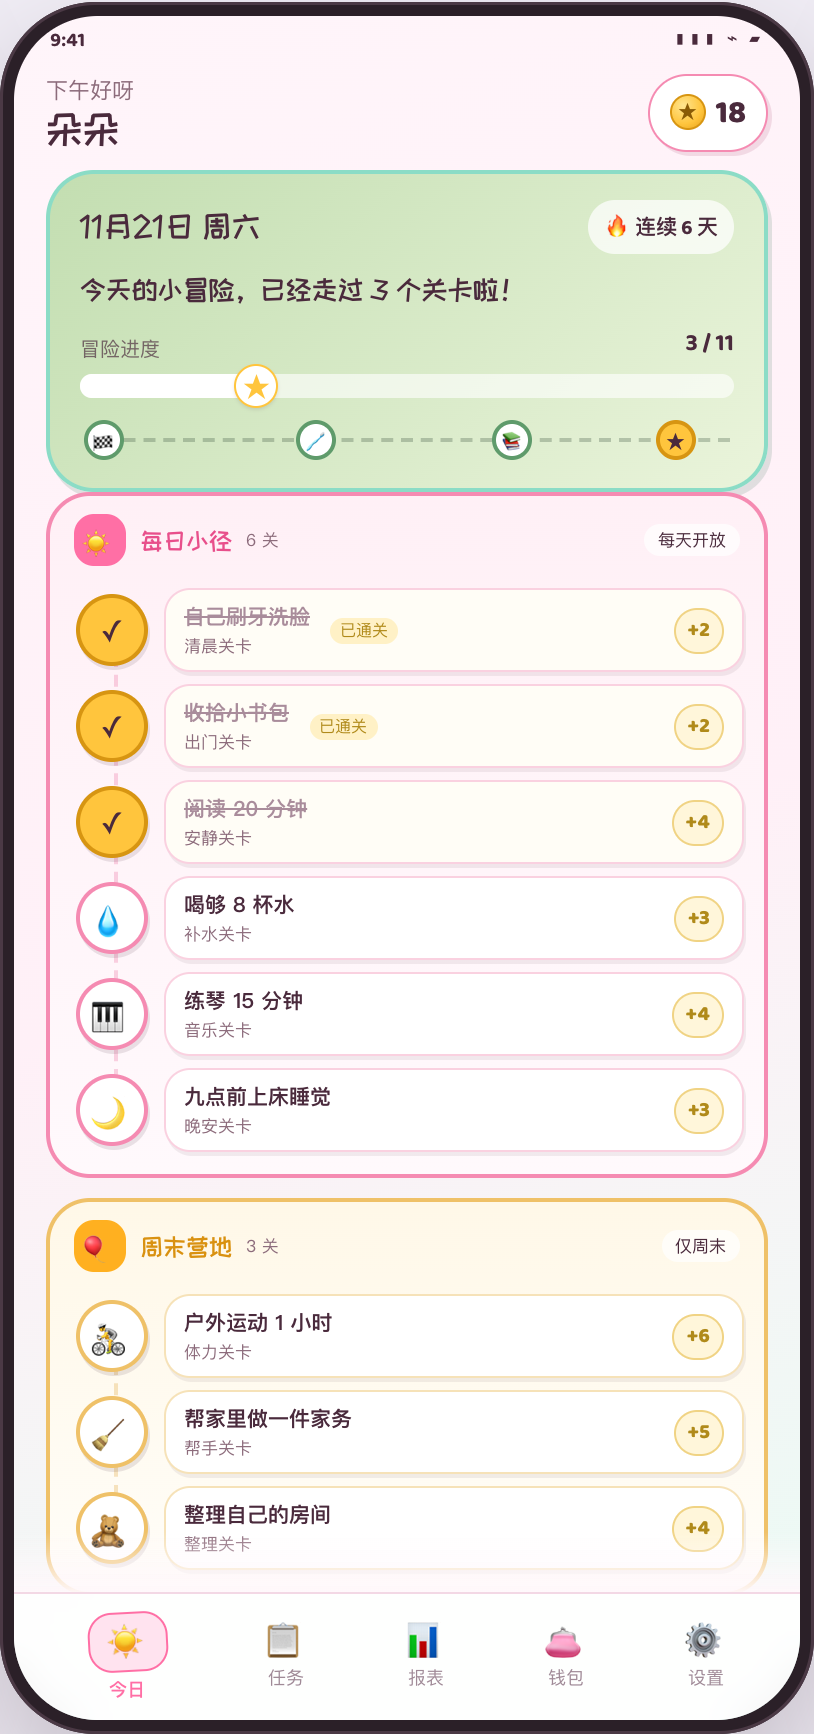 9:41
下午好呀
朵朵
18
11月21日 周六
连续 6 天
今天的小冒险，已经走过 3 个关卡啦！
冒险进度
3 / 11
每日小径 6 关
每天开放
自己刷牙洗脸
已通关
清晨关卡
+2
收拾小书包
已通关
出门关卡
+2
阅读 20 分钟
安静关卡
+4
喝够 8 杯水
补水关卡
+3
练琴 15 分钟
音乐关卡
+4
九点前上床睡觉
晚安关卡
+3
周末营地 3 关
仅周末
户外运动 1 小时
体力关卡
+6
帮家里做一件家务
帮手关卡
+5
整理自己的房间
整理关卡
+4
今日
任务
报表
钱包
设置